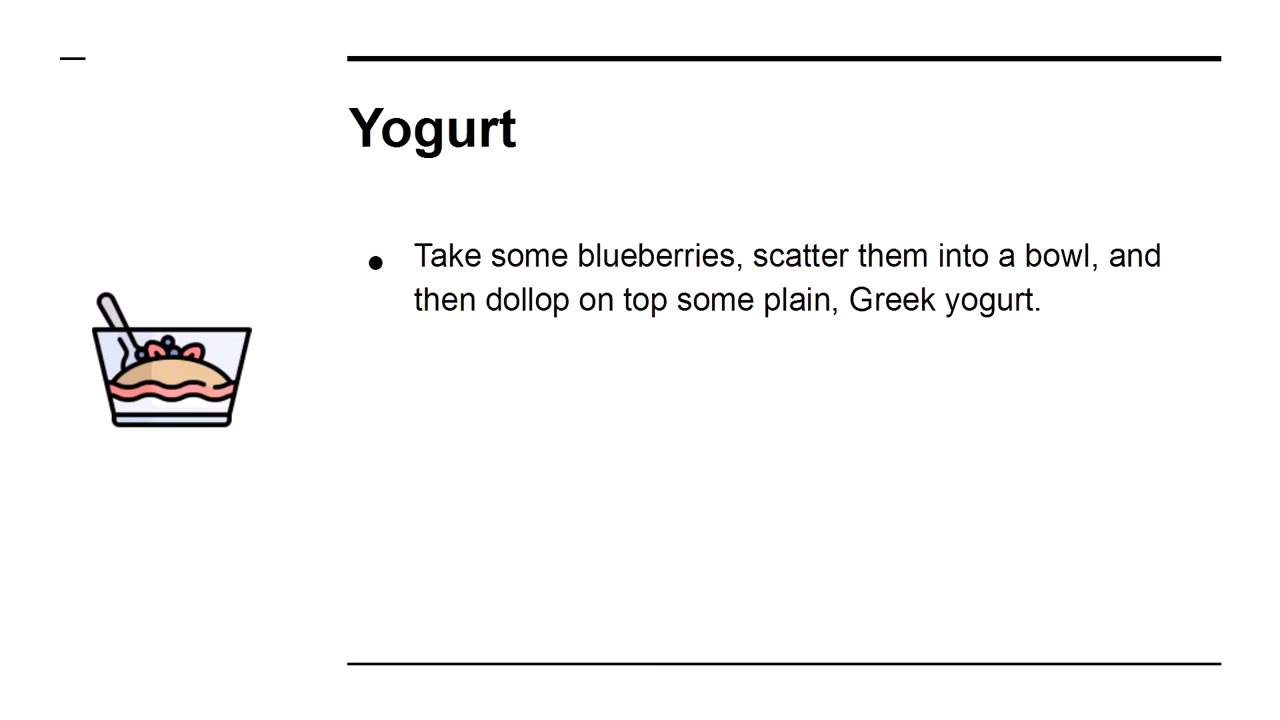 Yogurt
● Take some blueberries, scatter them into a bowl, and
then dollop on top some plain, Greek yogurt.